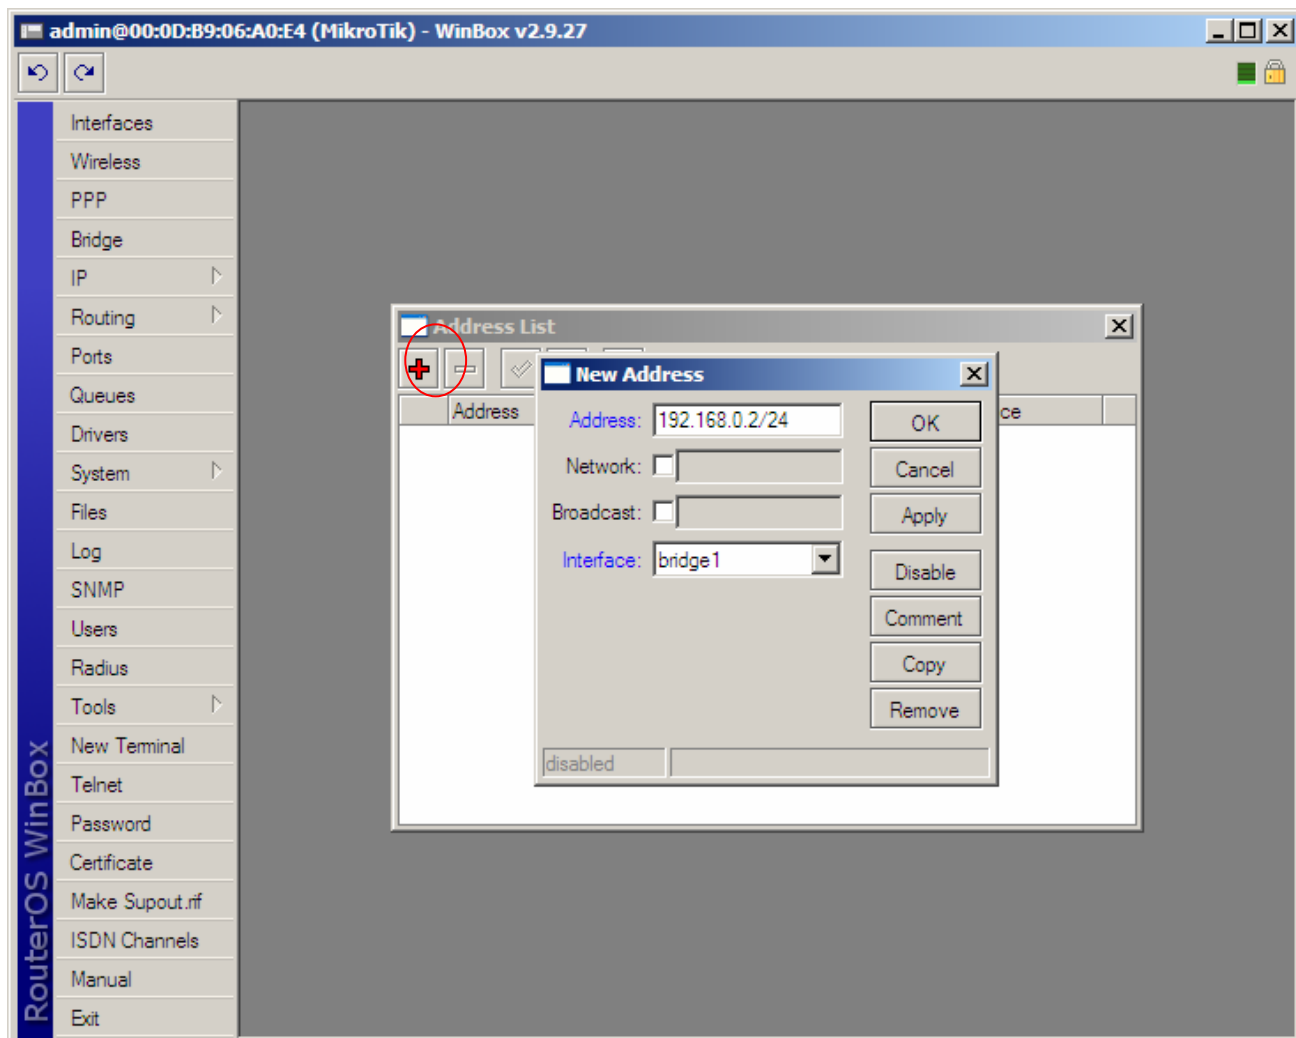 admin@00:0D:B9:06:A0:E4 (MikroTik) - WinBox v2.9.27
Interfaces
Wireless
PPP
Bridge
IP
Routing
Ports
Queues
Drivers
System
Files
Log
SNMP
Users
Radius
Tools
New Terminal
Telnet
Password
Certificate
Make Supout.rif
ISDN Channels
Manual
Exit
RouterOS WinBox
Address List
Address
ce
New Address
Address: 192.168.0.2/24
Network:
Broadcast:
Interface: bridge1
OK
Cancel
Apply
Disable
Comment
Copy
Remove
disabled